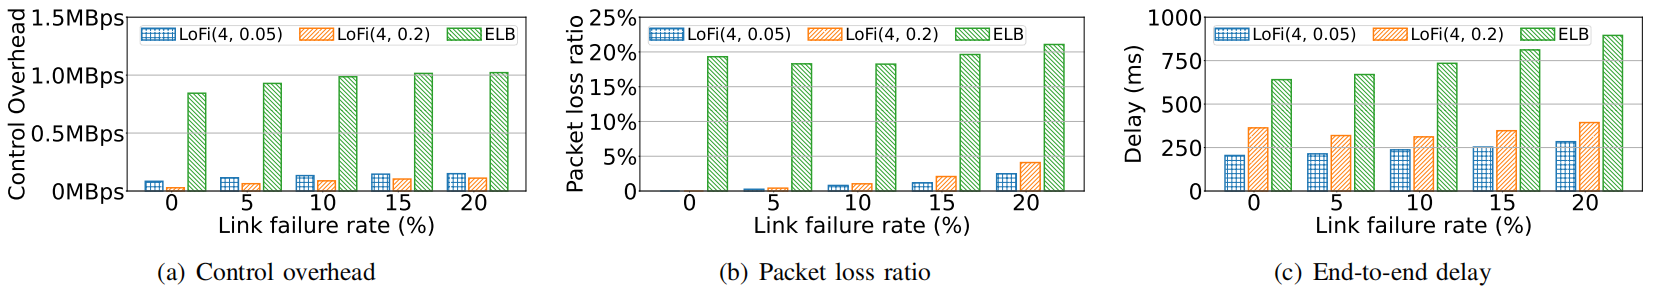 1.5MBps
1.0MBps
0.5MBps
0MBps
Control Overhead
LoFi(4, 0.05)
LoFi(4, 0.2)
ELB
0 5 10 15 20
Link failure rate (%)
(a) Control overhead
25%
20%
15%
10%
5%
0
Packet loss ratio
LoFi(4, 0.05)
LoFi(4, 0.2)
ELB
0 5 10 15 20
Link failure rate (%)
(b) Packet loss ratio
1000
750
500
250
0
Delay (ms)
LoFi(4, 0.05)
LoFi(4, 0.2)
ELB
0 5 10 15 20
Link failure rate (%)
(c) End-to-end delay